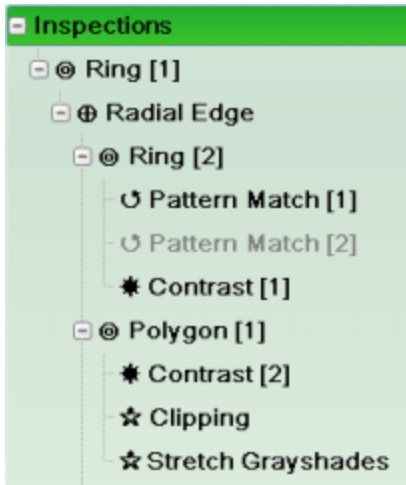 Inspections
Ring [1]
Radial Edge
Ring [2]
Pattern Match [1]
Pattern Match [2]
Contrast [1]
Polygon [1]
Contrast [2]
Clipping
Stretch Grayshades